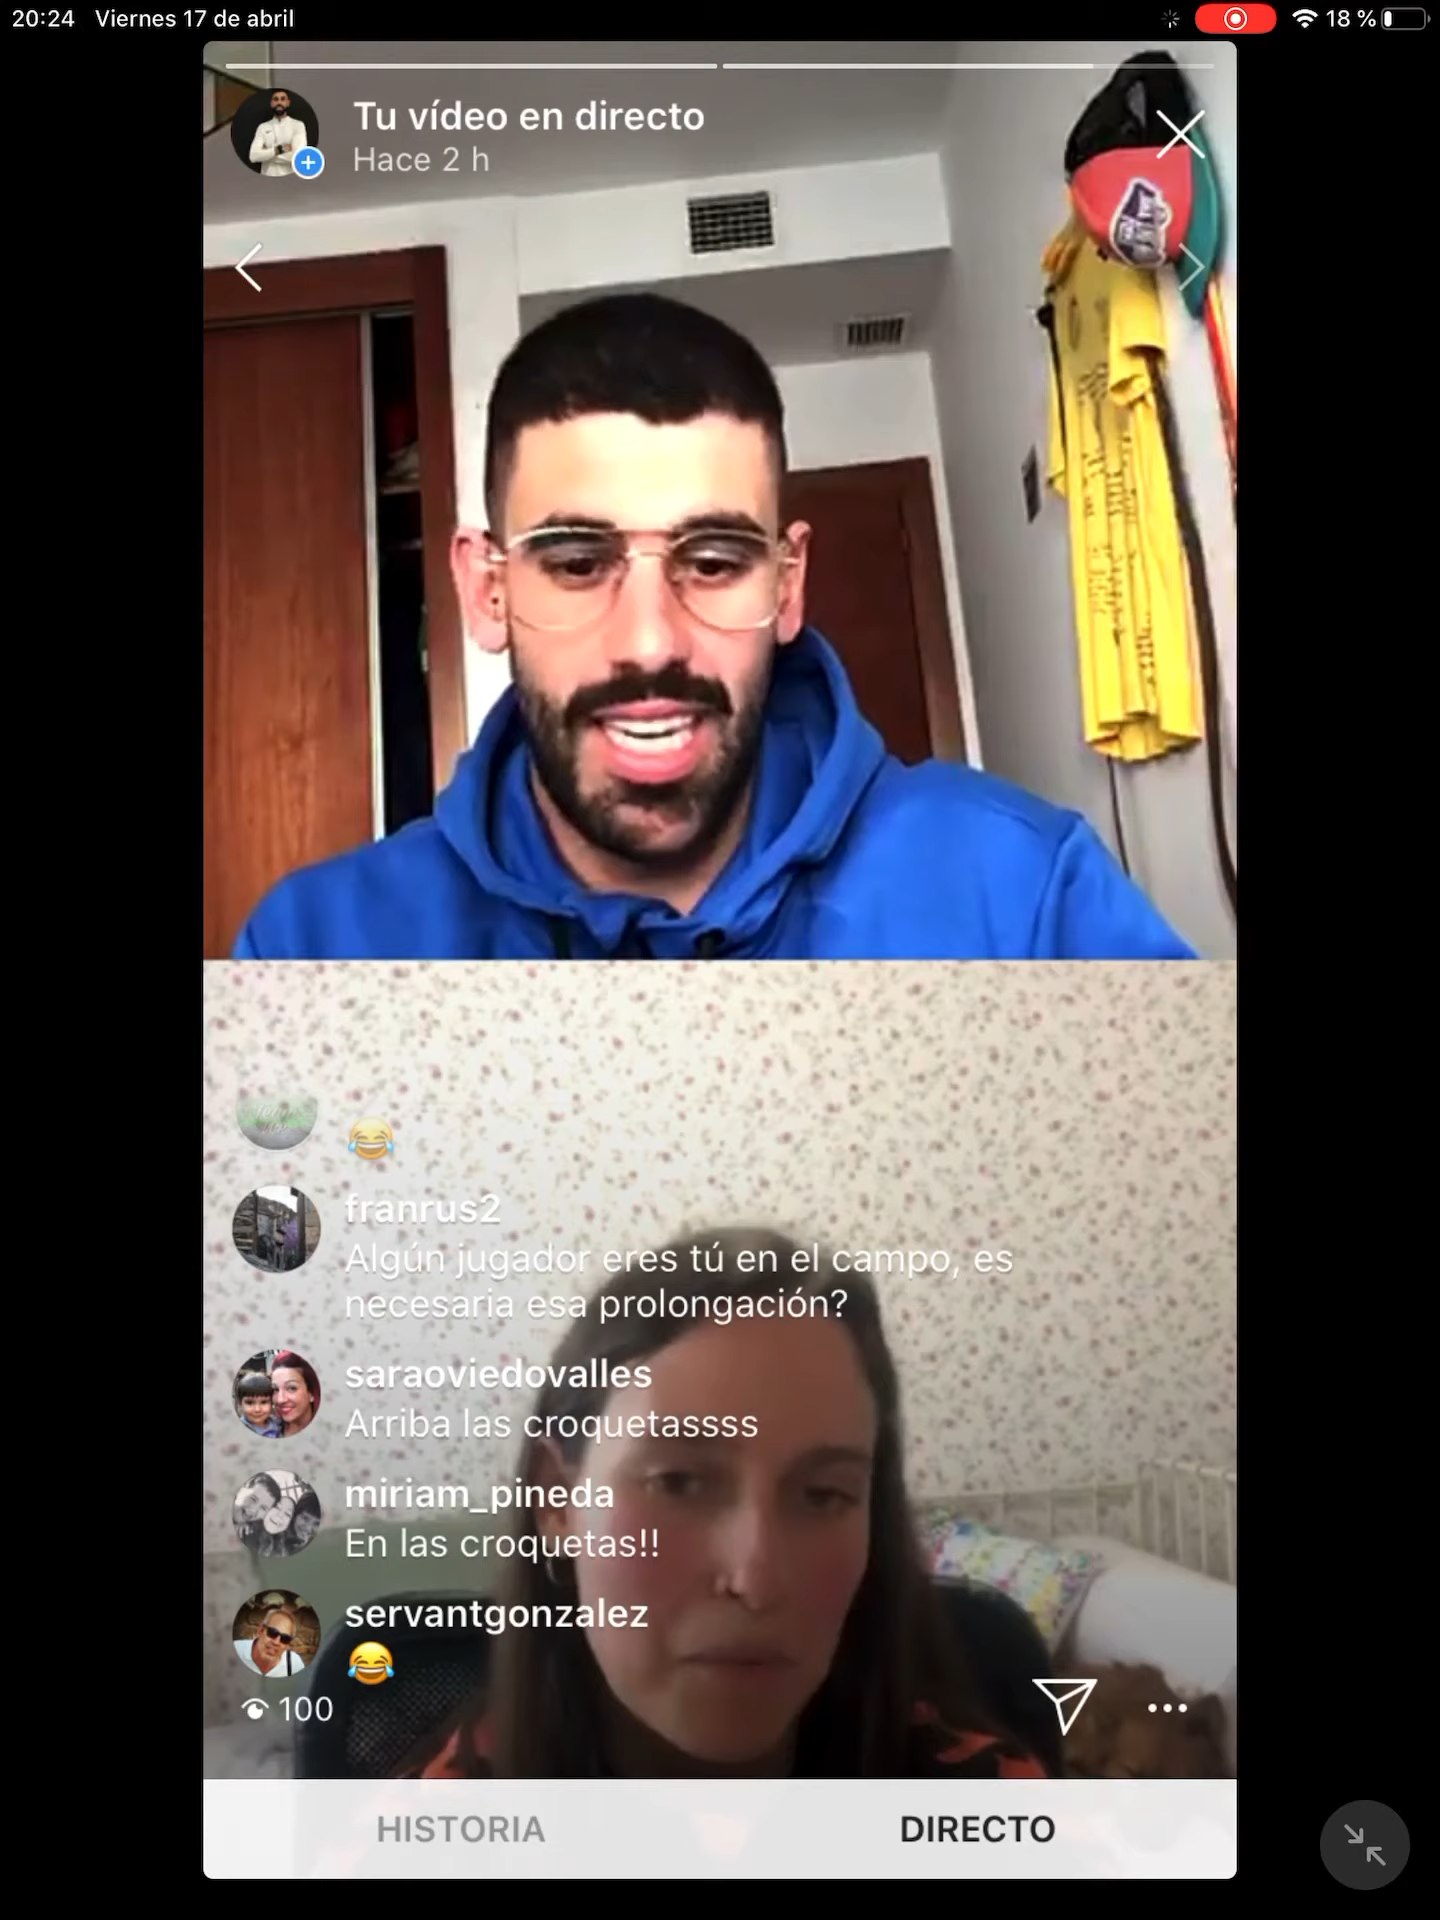 20:24 Viernes 17 de abril
18 %
Tu vídeo en directo
Hace 2 h
franrus2
Algún jugador eres tú en el campo, es
necesaria esa prolongación?
saraoviedovalles
Arriba las croquetassss
miriam_pineda
En las croquetas!!
servantgonzalez
😂
100
HISTORIA
DIRECTO